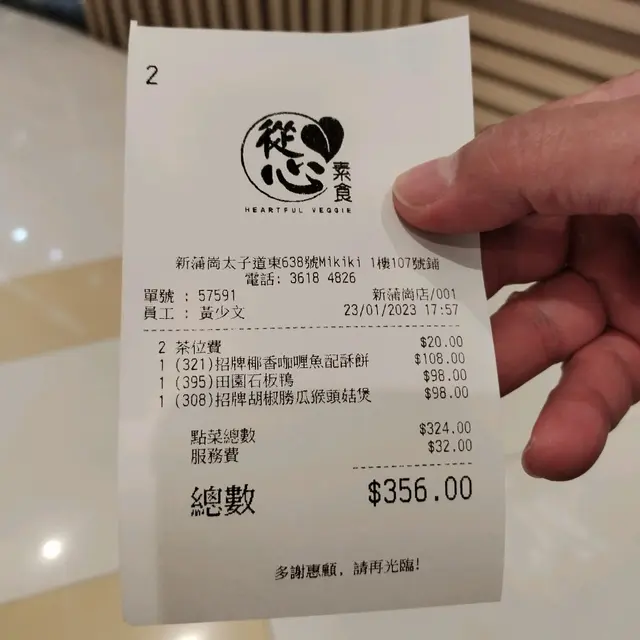 2
從心
素食
HEARTFUL VEGGIE
新蒲崗太子道東638號Mikiki 1樓107號鋪
電話: 3618 4826
單號 : 57591 新蒲崗店/001
員工 : 黃少文 23/01/2023 17:57
2 茶位費 $20.00
1 (321)招牌椰香咖喱魚配酥餅 $108.00
1 (395)田園石板鴨 $98.00
1 (308)招牌胡椒勝瓜猴頭菇煲 $98.00
點菜總數 $324.00
服務費 $32.00
總數 $356.00
多謝惠顧, 請再光臨!